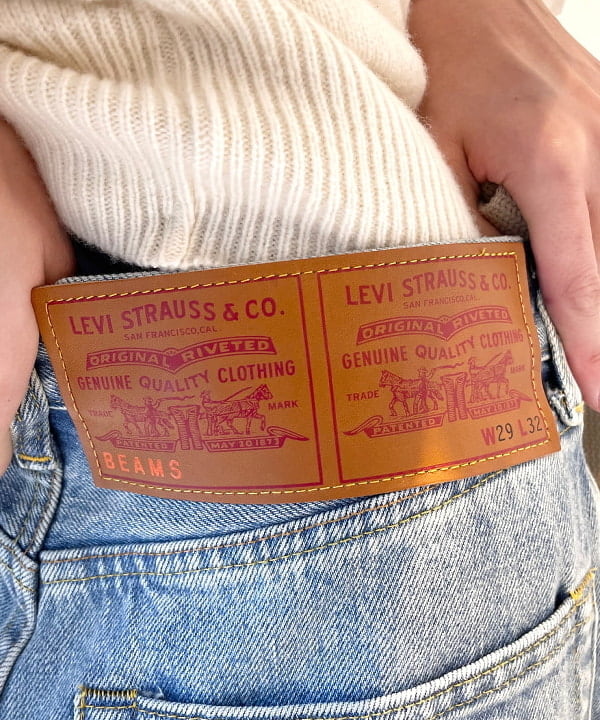 LEVI STRAUSS & CO.
SAN FRANCISCO, CAL.
ORIGINAL RIVETED
GENUINE QUALITY CLOTHING
TRADE MARK
PATENTED MAY 20 1873
BEAMS
LEVI STRAUSS & CO.
SAN FRANCISCO, CAL.
ORIGINAL RIVETED
GENUINE QUALITY CLOTHING
TRADE MARK
PATENTED MAY 20 1873
W29 L32